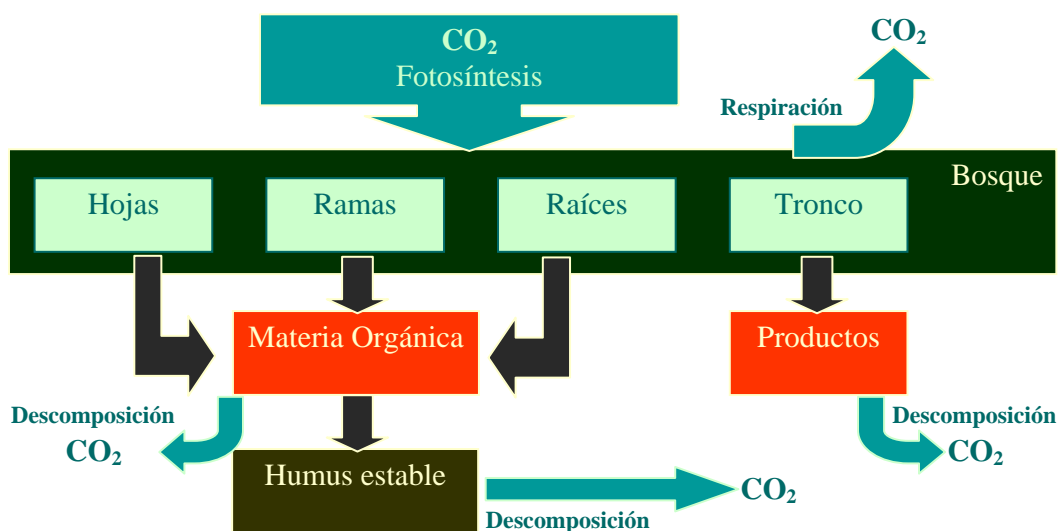 CO₂
Fotosíntesis
CO₂
Respiración
Bosque
Hojas
Ramas
Raíces
Tronco
Materia Orgánica
Productos
Descomposición
CO₂
Descomposición
CO₂
Humus estable
CO₂
Descomposición